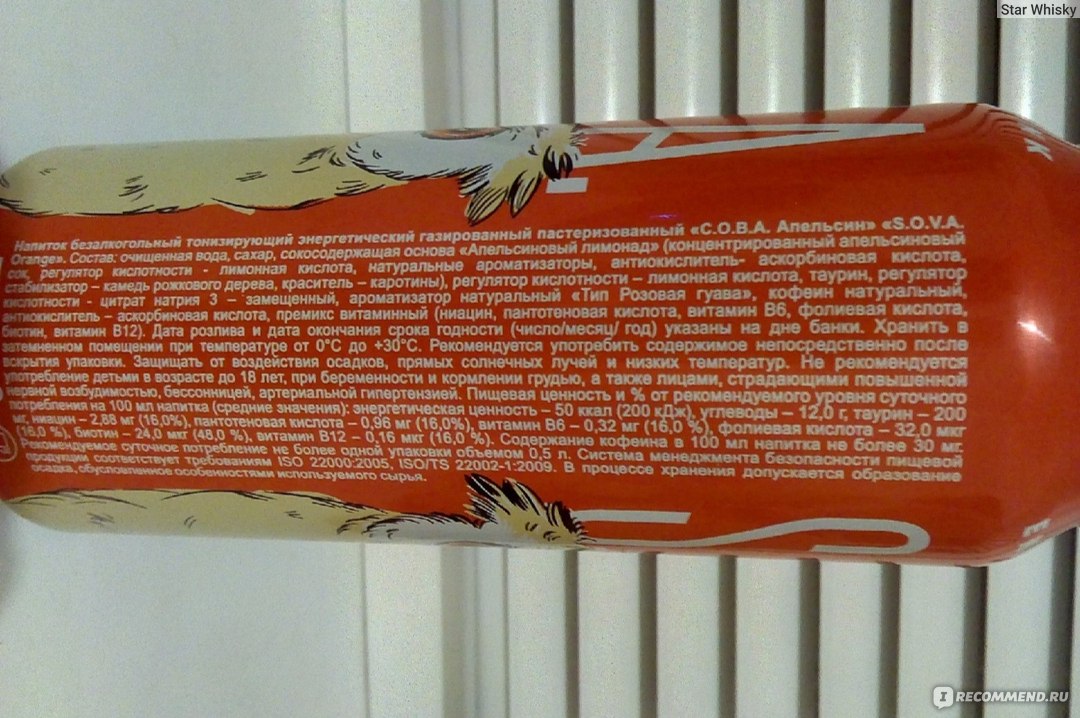 Star Whisky
Напиток безалкогольный тонизирующий энергетический газированный пастеризованный «С.О.В.А. Апельсин» «S.O.V.A.
Orange». Состав: очищенная вода, сахар, сокосодержащая основа «Апельсиновый лимонад» (концентрированный апельсиновый
сок, регулятор кислотности - лимонная кислота, натуральные ароматизаторы, антиокислитель- аскорбиновая кислота,
стабилизатор – камедь рожкового дерева, краситель – каротины), регулятор кислотности – лимонная кислота, таурин, регулятор
кислотности - цитрат натрия 3 – замещенный, ароматизатор натуральный «Тип Розовая гуава», кофеин натуральный,
антиокислитель – аскорбиновая кислота, премикс витаминный (ниацин, пантотеновая кислота, витамин В6, фолиевая кислота,
биотин, витамин В12). Дата розлива и дата окончания срока годности (число/месяц/ год) указаны на дне банки. Хранить в
затемненном помещении при температуре от 0°С до +30°С. Рекомендуется употребить содержимое непосредственно после
вскрытия упаковки. Защищать от воздействия осадков, прямых солнечных лучей и низких температур. Не рекомендуется
употребление детьми в возрасте до 18 лет, при беременности и кормлении грудью, а также лицами, страдающими повышенной
нервной возбудимостью, бессонницей, артериальной гипертензией. Пищевая ценность и % от рекомендуемого уровня суточного
потребления на 100 мл напитка (средние значения): энергетическая ценность – 50 ккал (200 кДж), углеводы – 12,0 г, таурин – 200
мг, ниацин – 2,88 мг (16,0%), пантотеновая кислота – 0,96 мг (16,0%), витамин В6 – 0,32 мг (16,0 %), фолиевая кислота – 32,0 мкг
(16,0 %), биотин – 24,0 мкг (48,0 %), витамин В12 – 0,16 мкг (16,0 %). Содержание кофеина в 100 мл напитка не более 30 мг.
Рекомендуемое суточное потребление не более одной упаковки объемом 0,5 л. Система менеджмента безопасности пищевой
продукции соответствует требованиям ISO 22000:2005, ISO/TS 22002-1:2009. В процессе хранения допускается образование
осадка, обусловленное особенностями используемого сырья.
IRECOMMEND.RU